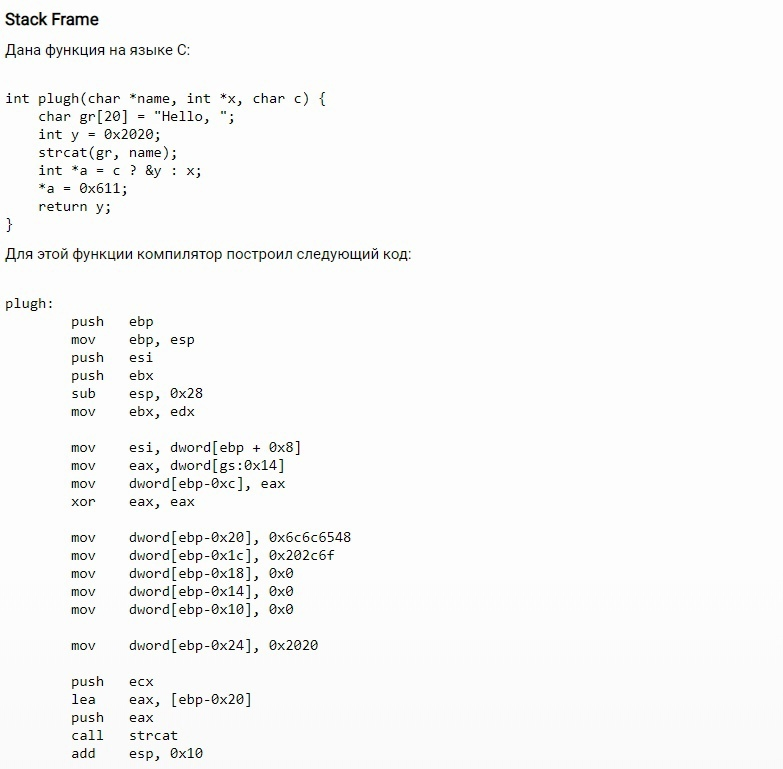 Stack Frame
Дана функция на языке C:
int plugh(char *name, int *x, char c) {
    char gr[20] = "Hello, ";
    int y = 0x2020;
    strcat(gr, name);
    int *a = c ? &y : x;
    *a = 0x611;
    return y;
}
Для этой функции компилятор построил следующий код:
plugh:
        push   ebp
        mov    ebp, esp
        push   esi
        push   ebx
        sub    esp, 0x28
        mov    ebx, edx
        mov    esi, dword[ebp + 0x8]
        mov    eax, dword[gs:0x14]
        mov    dword[ebp-0xc], eax
        xor    eax, eax
        mov    dword[ebp-0x20], 0x6c6c6548
        mov    dword[ebp-0x1c], 0x202c6f
        mov    dword[ebp-0x18], 0x0
        mov    dword[ebp-0x14], 0x0
        mov    dword[ebp-0x10], 0x0
        mov    dword[ebp-0x24], 0x2020
        push   ecx
        lea    eax, [ebp-0x20]
        push   eax
        call   strcat
        add    esp, 0x10